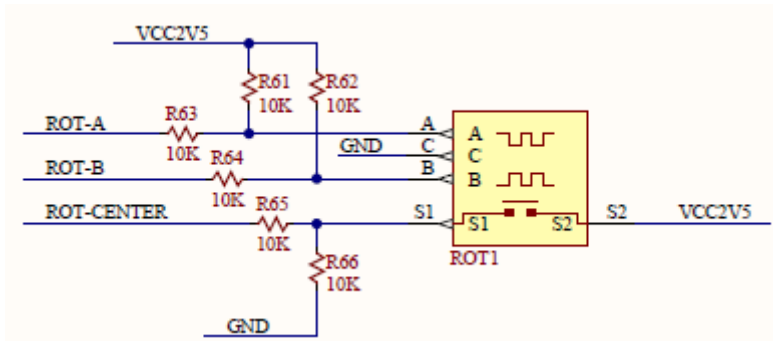 VCC2V5
R61
10K
R62
10K
ROT-A
R63
10K
A
A
GND
C
C
ROT-B
R64
10K
B
B
ROT-CENTER
R65
10K
S1
S1
S2
S2
VCC2V5
R66
10K
ROT1
GND